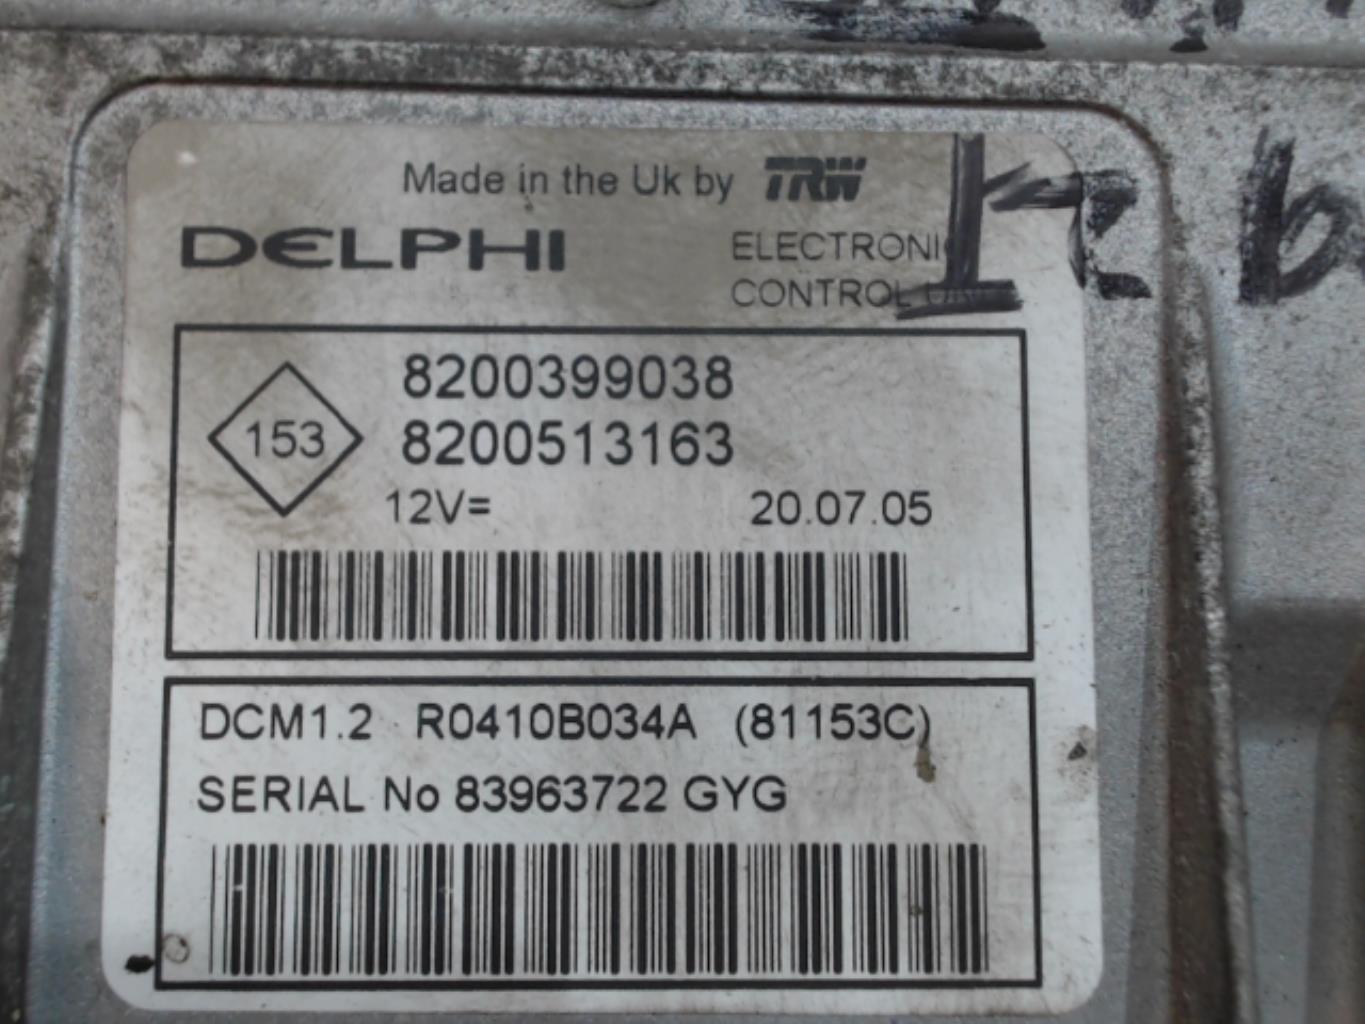 Made in the Uk by TRW
DELPHI
ELECTRONIC
CONTROL UNIT
153
8200399038
8200513163
12V=
20.07.05
DCM1.2 R0410B034A (81153C)
SERIAL No 83963722 GYG